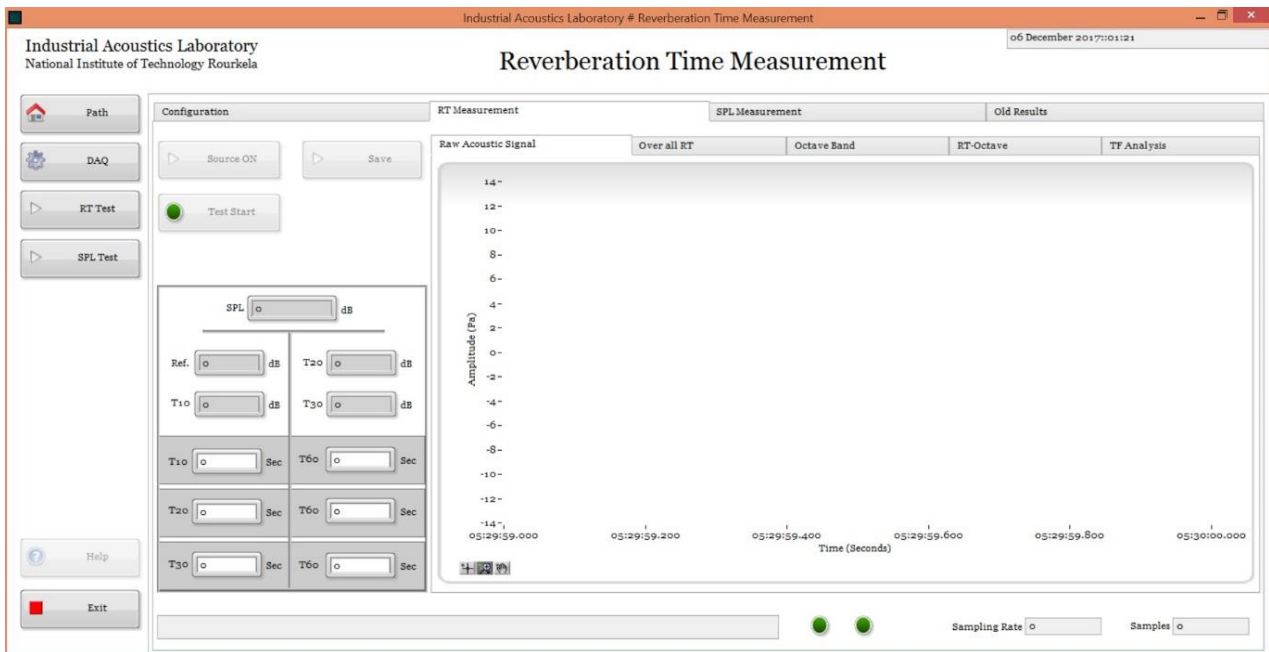 Industrial Acoustics Laboratory # Reverberation Time Measurement
Industrial Acoustics Laboratory
National Institute of Technology Rourkela
Reverberation Time Measurement
06 December 2017::01:21
Path
DAQ
RT Test
SPL Test
Help
Exit
Configuration
RT Measurement
SPL Measurement
Old Results
Source ON
Save
Test Start
SPL 0 dB
Ref. 0 dB T20 0 dB
T10 0 dB T30 0 dB
T10 0 Sec T60 0 Sec
T20 0 Sec T60 0 Sec
T30 0 Sec T60 0 Sec
Raw Acoustic Signal
Over all RT
Octave Band
RT-Octave
TF Analysis
Amplitude (Pa)
14
12
10
8
6
4
2
0
-2
-4
-6
-8
-10
-12
-14
05:29:59.000 05:29:59.200 05:29:59.400 05:29:59.600 05:29:59.800 05:30:00.000
Time (Seconds)
Sampling Rate 0 Samples 0